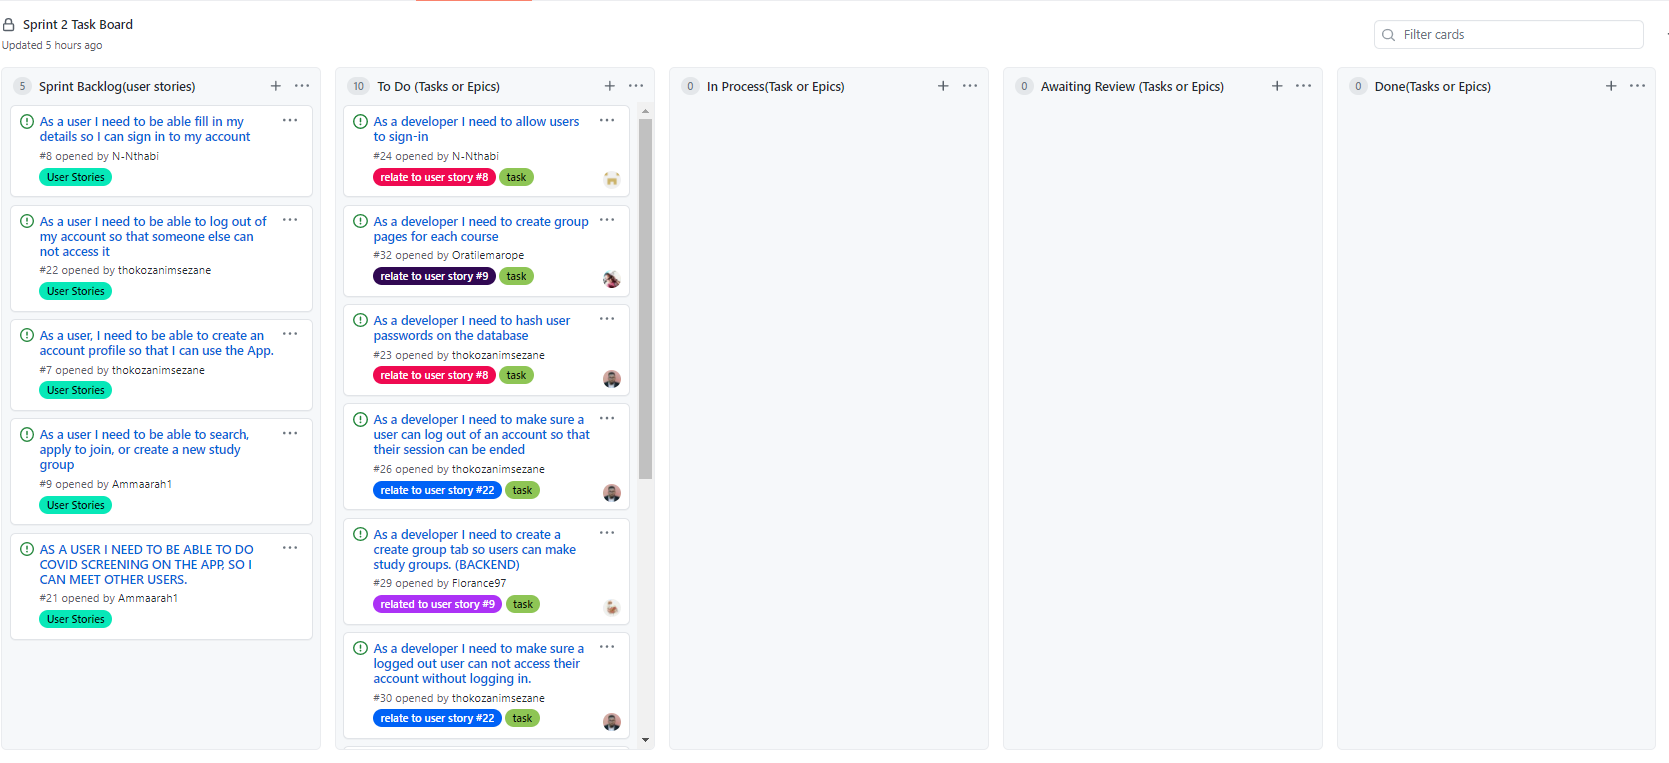 Sprint 2 Task Board
Updated 5 hours ago
Filter cards
5 Sprint Backlog(user stories)
As a user I need to be able fill in my
details so I can sign in to my account
#8 opened by N-Nthabi
User Stories
As a user I need to be able to log out of
my account so that someone else can
not access it
#22 opened by thokozanimsezane
User Stories
As a user, I need to be able to create an
account profile so that I can use the App.
#7 opened by thokozanimsezane
User Stories
As a user I need to be able to search,
apply to join, or create a new study
group
#9 opened by Ammaarah1
User Stories
AS A USER I NEED TO BE ABLE TO DO
COVID SCREENING ON THE APP, SO I
CAN MEET OTHER USERS.
#21 opened by Ammaarah1
User Stories
10 To Do (Tasks or Epics)
As a developer I need to allow users
to sign-in
#24 opened by N-Nthabi
relate to user story #8 task
As a developer I need to create group
pages for each course
#32 opened by Oratilemarope
relate to user story #9 task
As a developer I need to hash user
passwords on the database
#23 opened by thokozanimsezane
relate to user story #8 task
As a developer I need to make sure a
user can log out of an account so that
their session can be ended
#26 opened by thokozanimsezane
relate to user story #22 task
As a developer I need to create a
create group tab so users can make
study groups. (BACKEND)
#29 opened by Florance97
related to user story #9 task
As a developer I need to make sure a
logged out user can not access their
account without logging in.
#30 opened by thokozanimsezane
relate to user story #22 task
0 In Process(Task or Epics)
0 Awaiting Review (Tasks or Epics)
0 Done(Tasks or Epics)